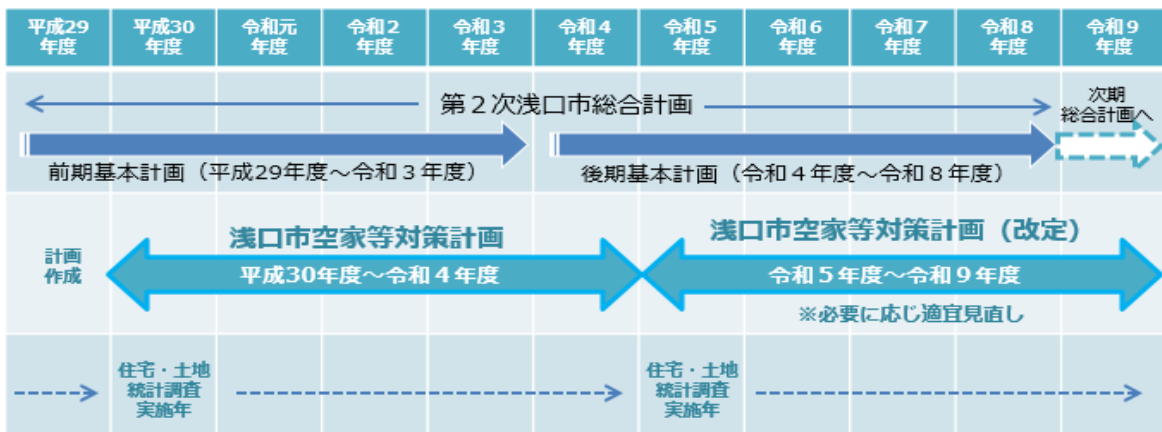 平成29
年度
平成30
年度
令和元
年度
令和2
年度
令和3
年度
令和4
年度
令和5
年度
令和6
年度
令和7
年度
令和8
年度
令和9
年度
第２次浅口市総合計画
次期
総合計画へ
前期基本計画（平成29年度～令和３年度）
後期基本計画（令和４年度～令和８年度）
計画
作成
浅口市空家等対策計画
平成30年度～令和４年度
浅口市空家等対策計画（改定）
令和５年度～令和９年度
※必要に応じ適宜見直し
住宅・土地
統計調査
実施年
住宅・土地
統計調査
実施年